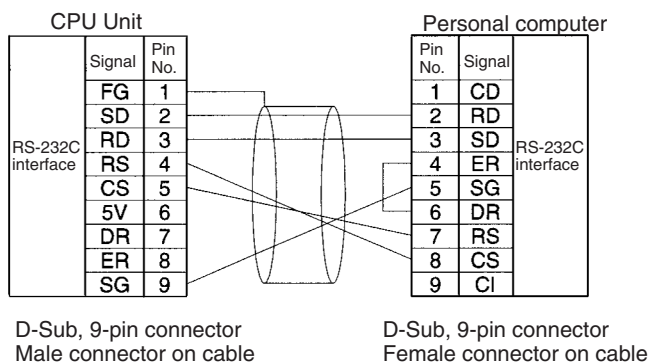 CPU Unit
Personal computer
Signal Pin No.
Pin No. Signal
FG 1
1 CD
SD 2
2 RD
RD 3
3 SD
RS-232C interface
RS-232C interface
RS 4
4 ER
CS 5
5 SG
5V 6
6 DR
DR 7
7 RS
ER 8
8 CS
SG 9
9 CI
D-Sub, 9-pin connector
Male connector on cable
D-Sub, 9-pin connector
Female connector on cable